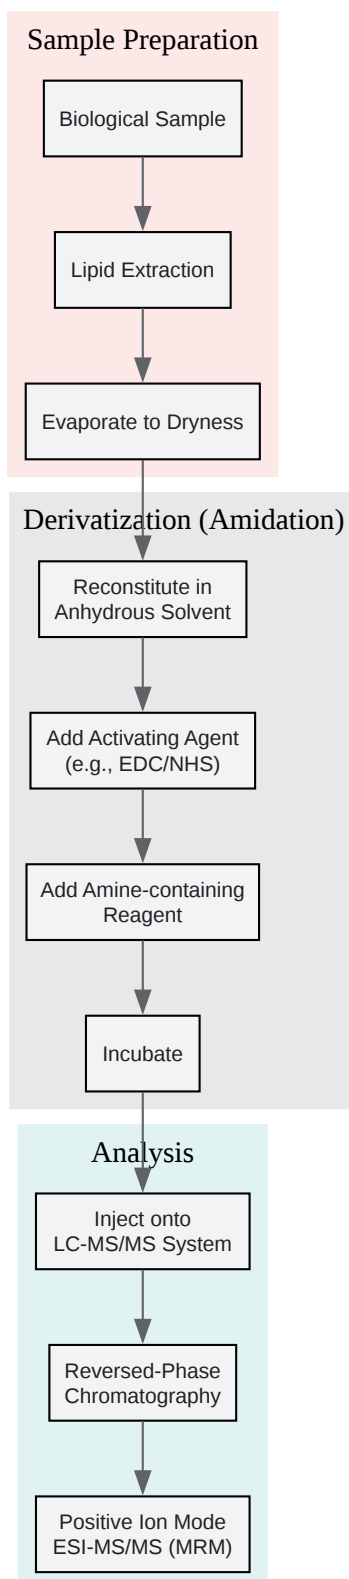 Sample Preparation
Biological Sample
Lipid Extraction
Evaporate to Dryness
Derivatization (Amidation)
Reconstitute in
Anhydrous Solvent
Add Activating Agent
(e.g., EDC/NHS)
Add Amine-containing
Reagent
Incubate
Analysis
Inject onto
LC-MS/MS System
Reversed-Phase
Chromatography
Positive Ion Mode
ESI-MS/MS (MRM)